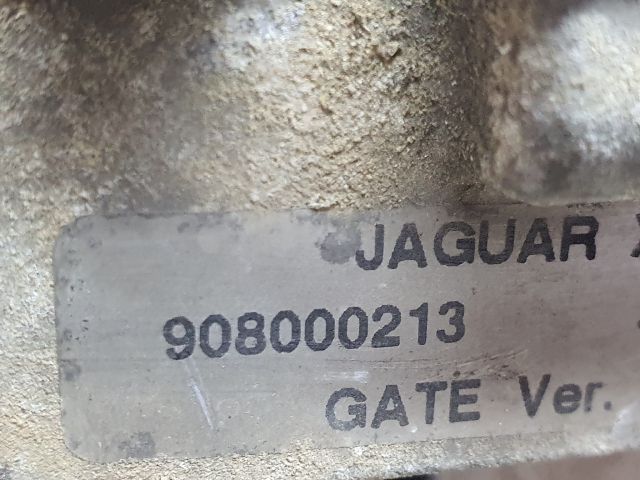 JAGUAR X
908000213
GATE Ver.